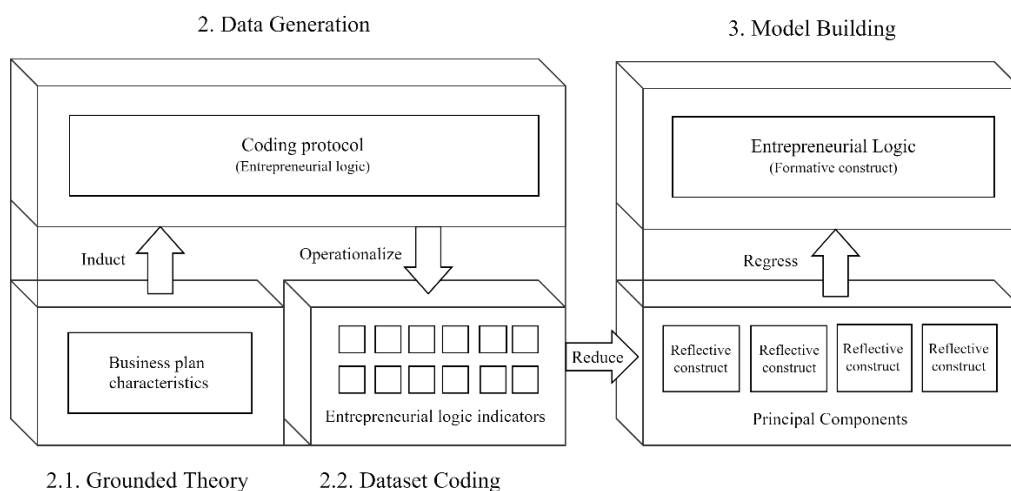 2. Data Generation
3. Model Building
Coding protocol
(Entrepreneurial logic)
Entrepreneurial Logic
(Formative construct)
Induct
Operationalize
Regress
Business plan
characteristics
Entrepreneurial logic indicators
Reduce
Reflective
construct
Reflective
construct
Reflective
construct
Reflective
construct
Principal Components
2.1. Grounded Theory
2.2. Dataset Coding